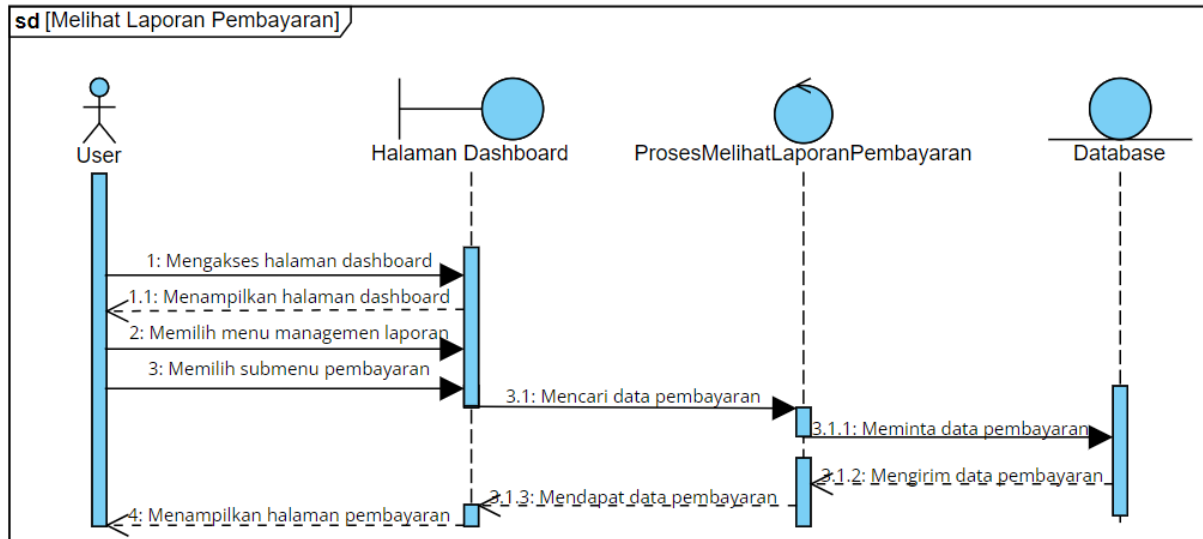 sd [Melihat Laporan Pembayaran]
User
Halaman Dashboard
ProsesMelihatLaporanPembayaran
Database
1: Mengakses halaman dashboard
1.1: Menampilkan halaman dashboard
2: Memilih menu managemen laporan
3: Memilih submenu pembayaran
3.1: Mencari data pembayaran
3.1.1: Meminta data pembayaran
3.1.2: Mengirim data pembayaran
3.1.3: Mendapat data pembayaran
4: Menampilkan halaman pembayaran